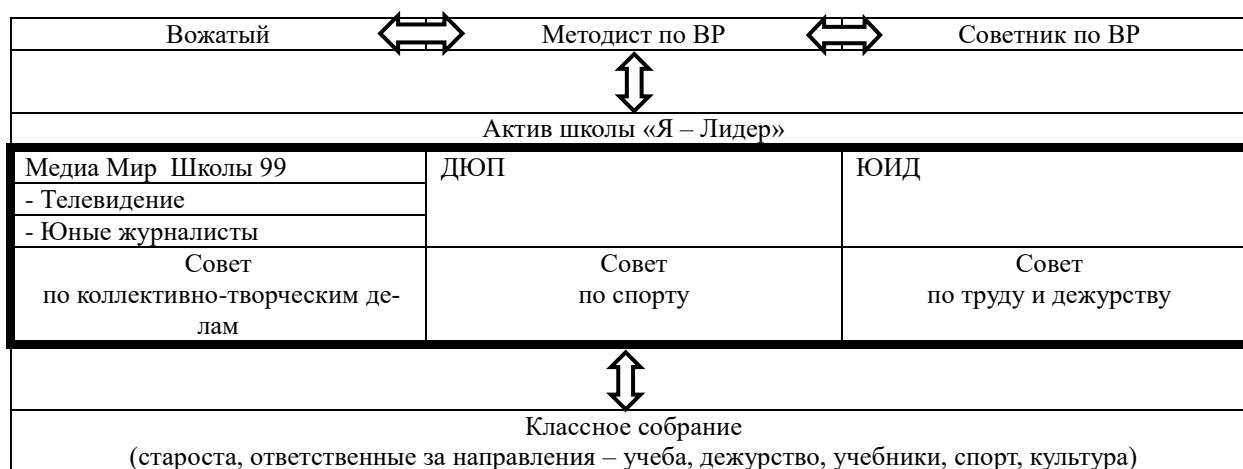 Вожатый Методист по ВР Советник по ВР
Актив школы «Я – Лидер»
Медиа Мир Школы 99 ДЮП ЮИД
- Телевидение
- Юные журналисты
Совет
по коллективно-творческим де-
лам
Совет
по спорту
Совет
по труду и дежурству
Классное собрание
(староста, ответственные за направления – учеба, дежурство, учебники, спорт, культура)